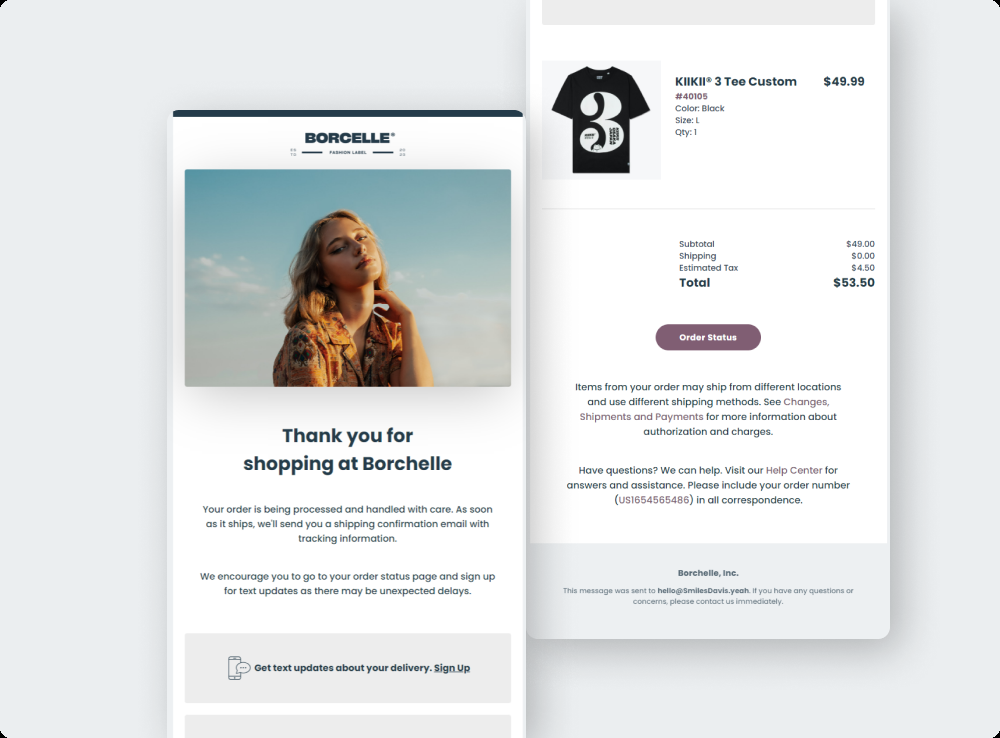 BORCELLE®
FASHION LABEL
Thank you for
shopping at Borchelle
Your order is being processed and handled with care. As soon
as it ships, we'll send you a shipping confirmation email with
tracking information.
We encourage you to go to your order status page and sign up
for text updates as there may be unexpected delays.
Get text updates about your delivery. Sign Up
KIIKII® 3 Tee Custom $49.99
#40105
Color: Black
Size: L
Qty: 1
3
Subtotal $49.00
Shipping $0.00
Estimated Tax $4.50
Total $53.50
Order Status
Items from your order may ship from different locations
and use different shipping methods. See Changes,
Shipments and Payments for more information about
authorization and charges.
Have questions? We can help. Visit our Help Center for
answers and assistance. Please include your order number
(US1654565486) in all correspondence.
Borchelle, Inc.
This message was sent to hello@SmilesDavis.yeah. If you have any questions or
concerns, please contact us immediately.